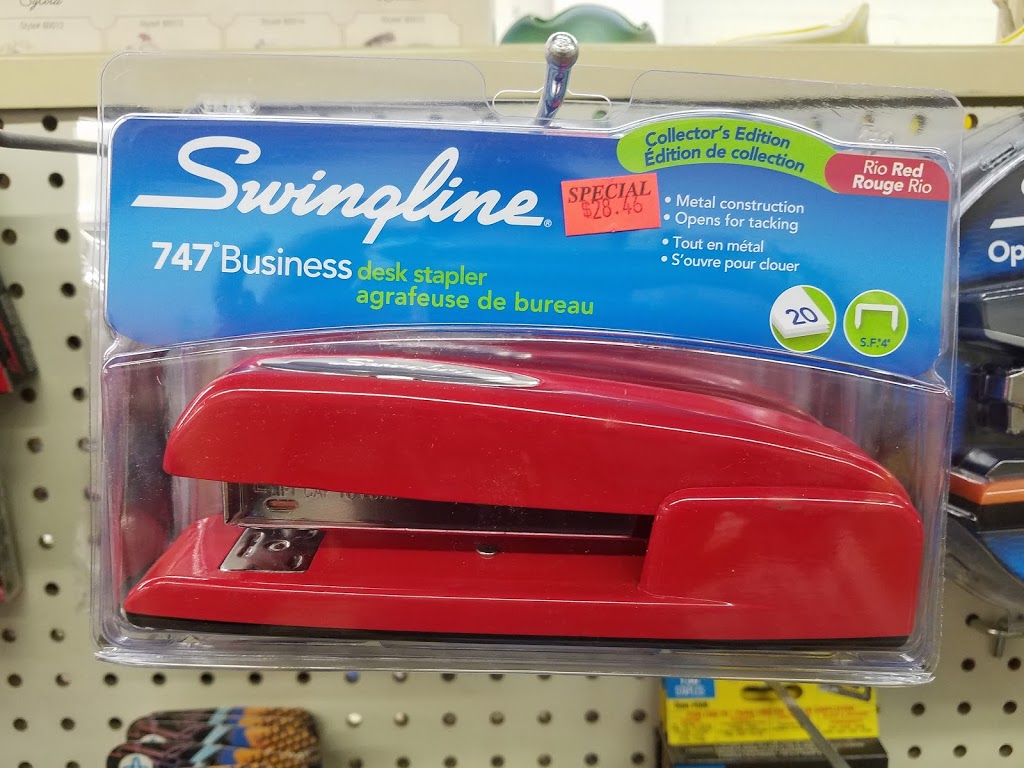 Swingline®
747® Business desk stapler
agrafeuse de bureau
SPECIAL
$28.46
Collector's Edition
Édition de collection
Rio Red
Rouge Rio
• Metal construction
• Opens for tacking
• Tout en métal
• S'ouvre pour clouer
20
S.F.®4®
Op